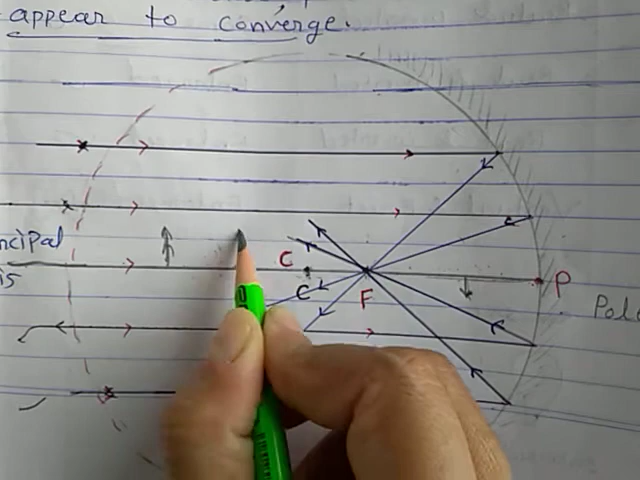 appear to converge.
ncipal
is
C
C
F
P
Pole